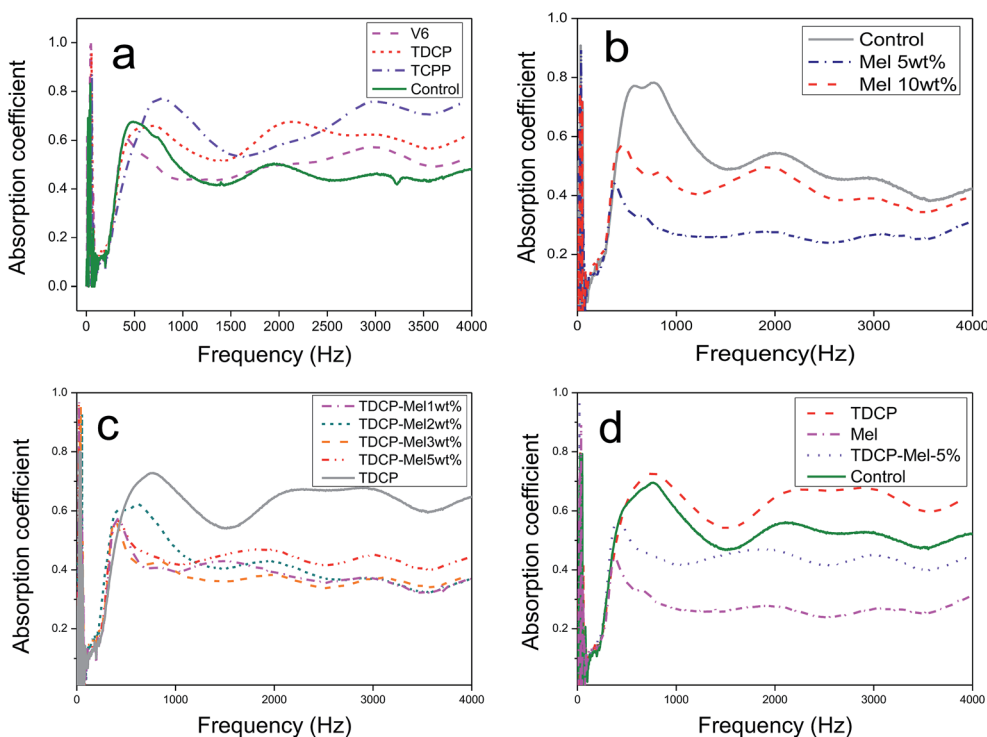 a
V6
TDCP
TCPP
Control
1.0
0.8
0.6
0.4
0.2
0.0
Absorption coefficient
0 500 1000 1500 2000 2500 3000 3500 4000
Frequency (Hz)
b
Control
Mel 5wt%
Mel 10wt%
1.0
0.8
0.6
0.4
0.2
Absorption coefficient
0 1000 2000 3000 4000
Frequency(Hz)
c
TDCP-Mel1wt%
TDCP-Mel2wt%
TDCP-Mel3wt%
TDCP-Mel5wt%
TDCP
1.0
0.8
0.6
0.4
0.2
Absorption coefficient
0 1000 2000 3000 4000
Frequency (Hz)
d
TDCP
Mel
TDCP-Mel-5%
Control
1.0
0.8
0.6
0.4
0.2
Absorption coefficient
0 1000 2000 3000 4000
Frequency (Hz)